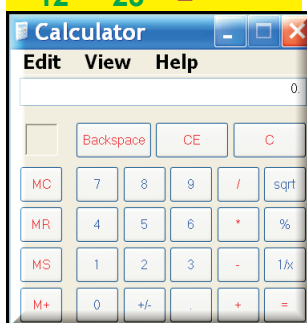 Calculator
Edit View Help
0.
Backspace CE C
MC 7 8 9 / sqrt
MR 4 5 6 * %
MS 1 2 3 - 1/x
M+ 0 +/- . + =